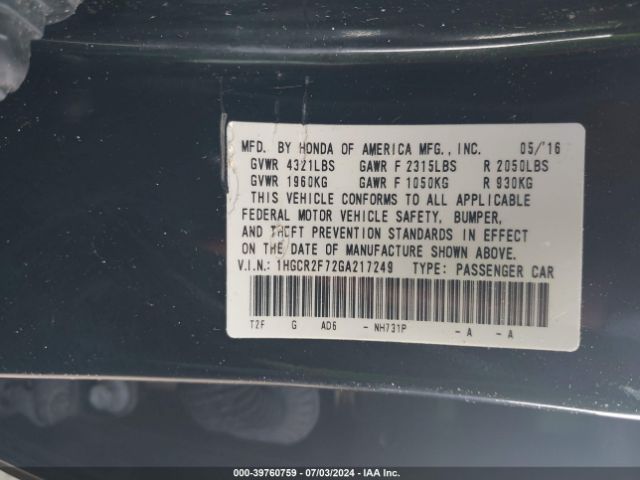 MFD. BY HONDA OF AMERICA MFG., INC. 05/'16
GVWR 4321LBS GAWR F 2315LBS R 2050LBS
GVWR 1960KG GAWR F 1050KG R 930KG
THIS VEHICLE CONFORMS TO ALL APPLICABLE
FEDERAL MOTOR VEHICLE SAFETY, BUMPER,
AND THEFT PREVENTION STANDARDS IN EFFECT
ON THE DATE OF MANUFACTURE SHOWN ABOVE.
V.I.N.: 1HGCR2F72GA217249 TYPE: PASSENGER CAR
T2F G AD6 - NH731P - A - A
000-39760759 - 07/03/2024 - IAA Inc.